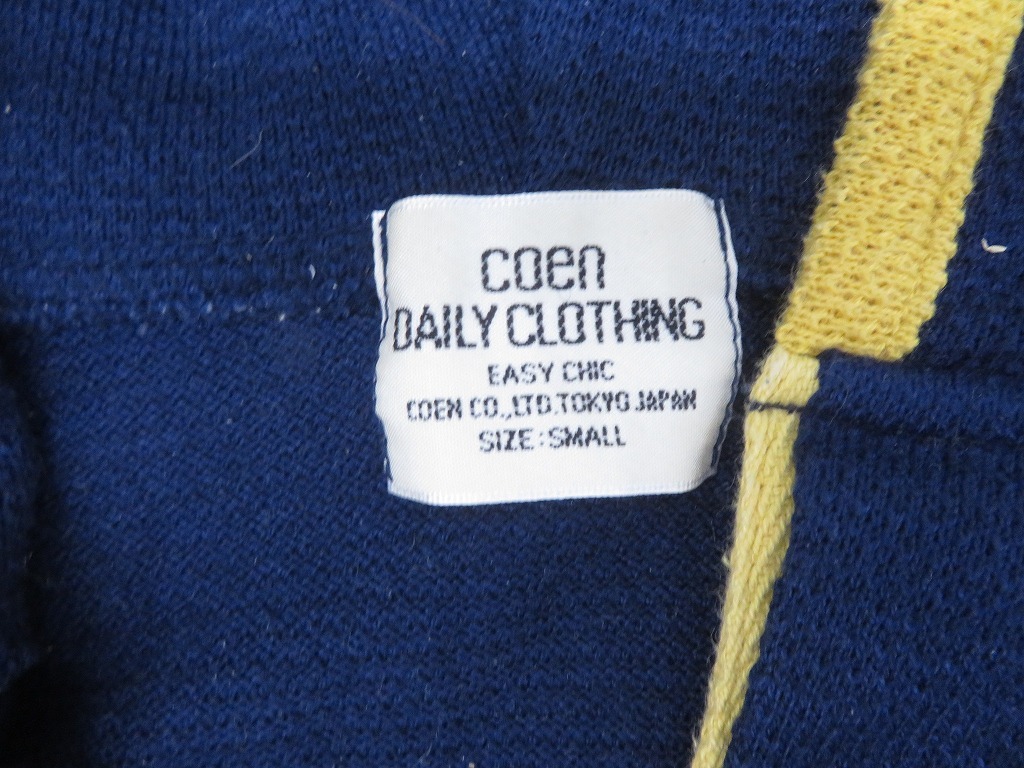 coen
DAILY CLOTHING
EASY CHIC
COEN CO.,LTD.TOKYO.JAPAN
SIZE:SMALL